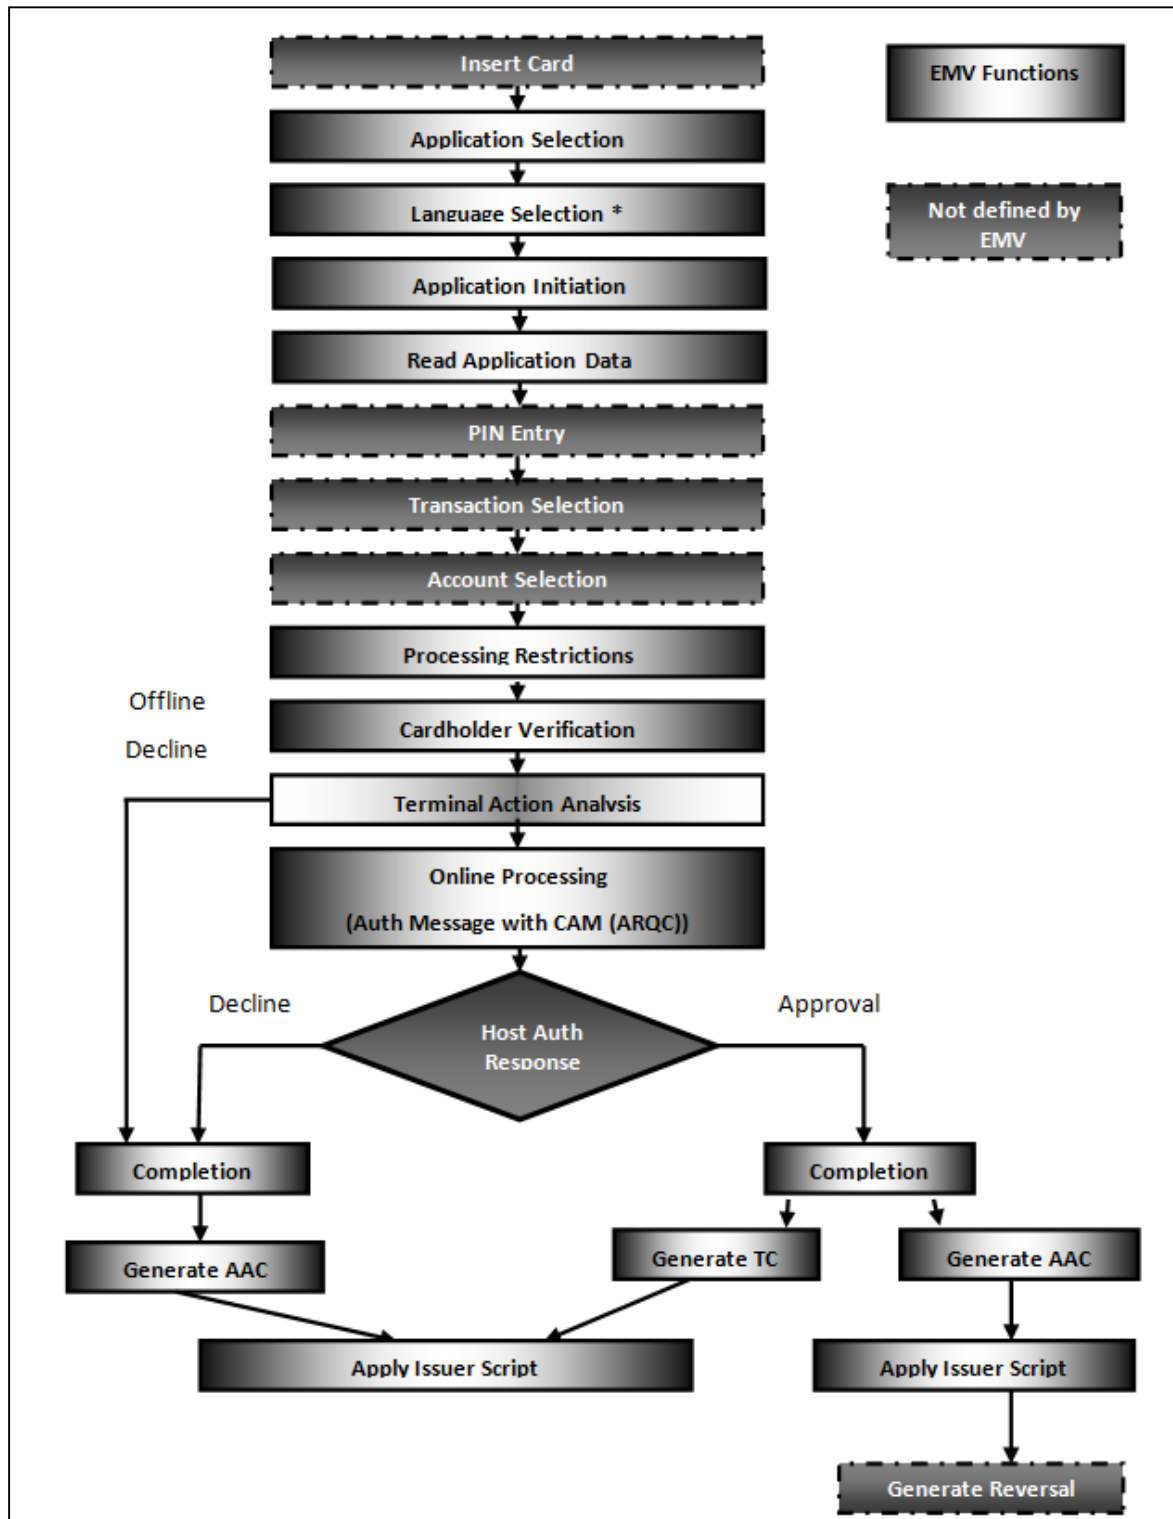 Insert Card
EMV Functions
Application Selection
Language Selection *
Not defined by
EMV
Application Initiation
Read Application Data
PIN Entry
Transaction Selection
Account Selection
Processing Restrictions
Offline
Decline
Cardholder Verification
Terminal Action Analysis
Online Processing
(Auth Message with CAM (ARQC))
Decline
Approval
Host Auth
Response
Completion
Completion
Generate AAC
Generate TC
Generate AAC
Apply Issuer Script
Apply Issuer Script
Generate Reversal